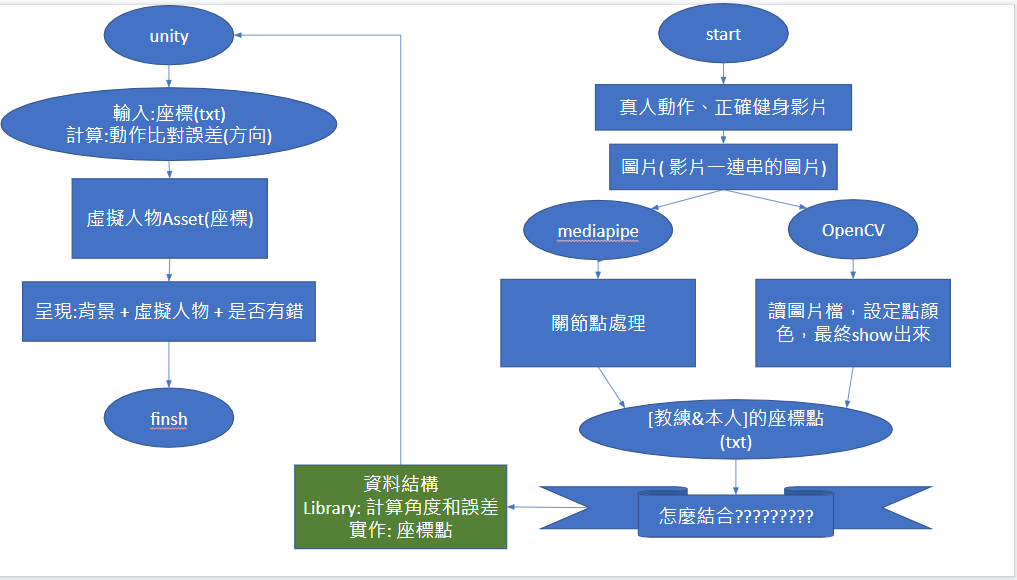 start
真人動作、正確健身影片
圖片( 影片一連串的圖片)
mediapipe
OpenCV
關節點處理
讀圖片檔，設定點顏
色，最終show出來
[教練&本人]的座標點
(txt)
怎麼結合?????????
資料結構
Library: 計算角度和誤差
實作: 座標點
unity
輸入:座標(txt)
計算:動作比對誤差(方向)
虛擬人物Asset(座標)
呈現:背景 + 虛擬人物 + 是否有錯
finsh